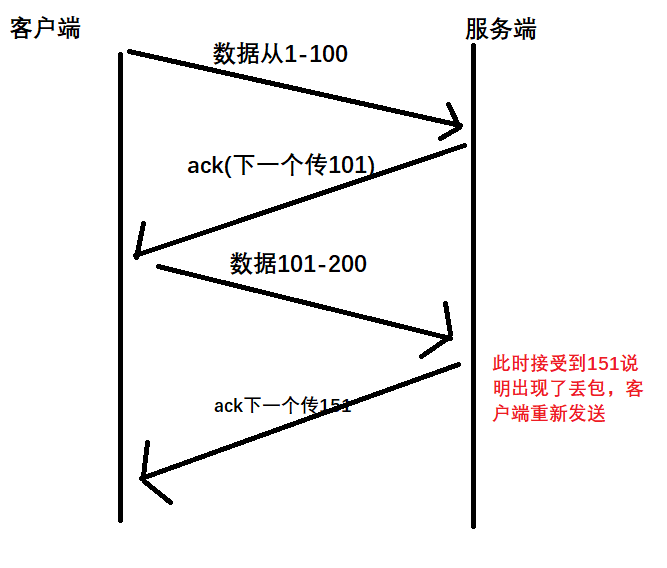 客户端
服务端
数据从1-100
ack(下一个传101)
数据101-200
此时接受到151说
明出现了丢包，客
户端重新发送
ack下一个传151